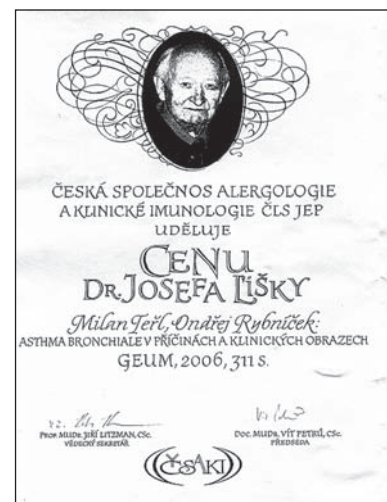 ČESKÁ SPOLEČNOS ALERGOLOGIE
A KLINICKÉ IMUNOLOGIE ČLS JEP
UDĚLUJE
CENU
DR. JOSEFA LIŠKY
Milan Teřl, Ondřej Rybníček:
ASTHMA BRONCHIALE V PŘÍČINÁCH A KLINICKÝCH OBRAZECH
GEUM, 2006, 311 S.
PROF. MUDR. JIŘÍ LITZMAN, CSC.
VĚDECKÝ SEKRETÁŘ
DOC. MUDR. VÍT PETRŮ, CSC.
PŘEDSEDA
ČSAKI